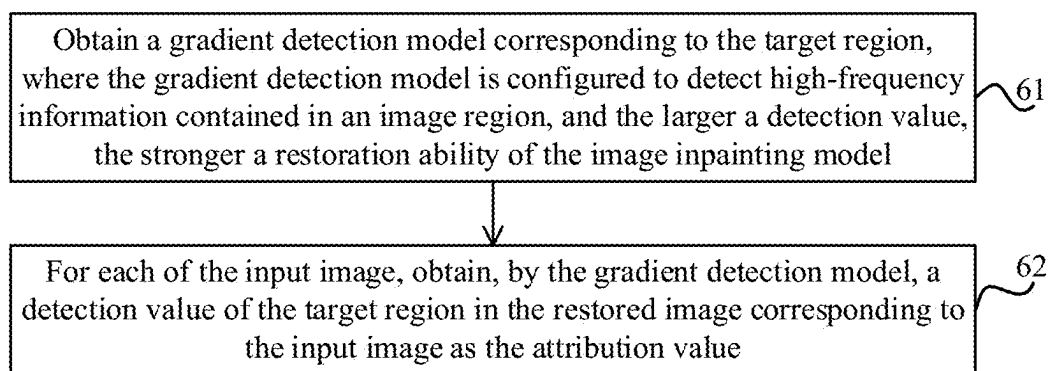 Obtain a gradient detection model corresponding to the target region,
where the gradient detection model is configured to detect high-frequency
information contained in an image region, and the larger a detection value,
the stronger a restoration ability of the image inpainting model
61
For each of the input image, obtain, by the gradient detection model, a
detection value of the target region in the restored image corresponding to
the input image as the attribution value
62